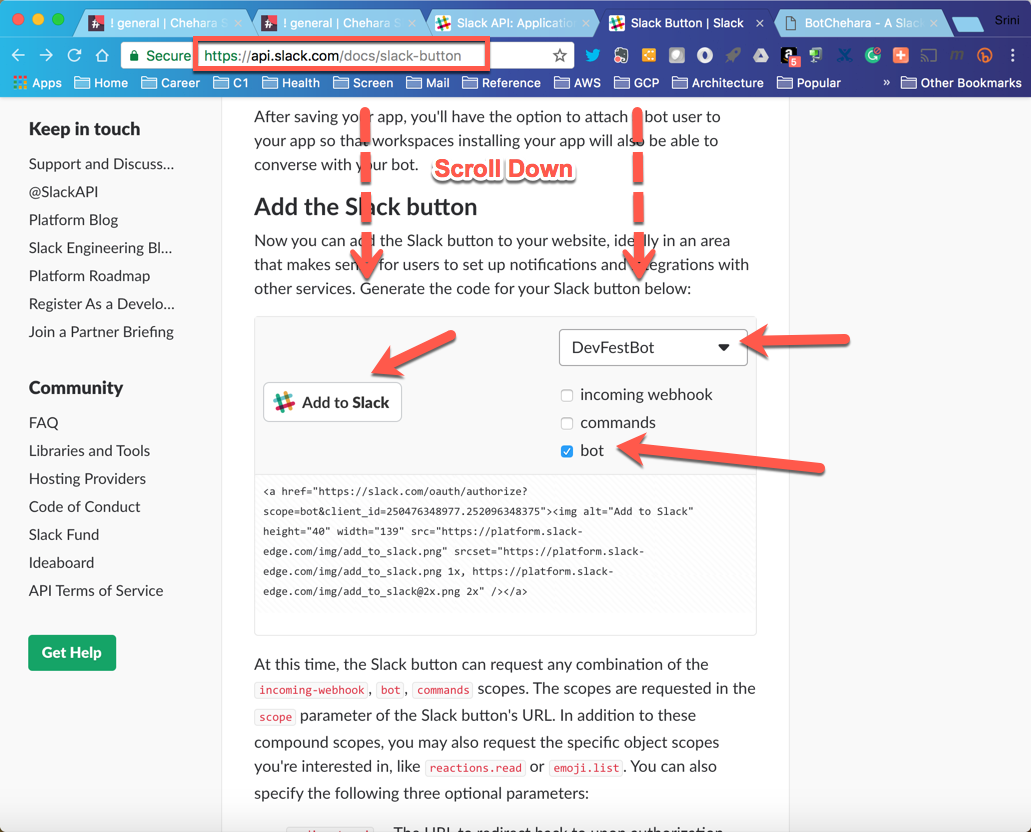 ! general | Chehara S
! general | Chehara S
Slack API: Applicatio
Slack Button | Slack
BotChehara - A Slac
Srini
Secure
https://api.slack.com/docs/slack-button
5
Apps
Home
Career
C1
Health
Screen
Mail
Reference
AWS
GCP
Architecture
Popular
»
Other Bookmarks
Keep in touch
Support and Discuss...
@SlackAPI
Platform Blog
Slack Engineering Bl...
Platform Roadmap
Register As a Develo...
Join a Partner Briefing
Community
FAQ
Libraries and Tools
Hosting Providers
Code of Conduct
Slack Fund
Ideaboard
API Terms of Service
Get Help
After saving your app, you'll have the option to attach a bot user to
your app so that workspaces installing your app will also be able to
converse with your bot.
Scroll Down
Add the Slack button
Now you can add the Slack button to your website, ideally in an area
that makes sense for users to set up notifications and integrations with
other services. Generate the code for your Slack button below:
Add to Slack
DevFestBot
incoming webhook
commands
bot
<a href="https://slack.com/oauth/authorize?
scope=bot&client_id=250476348977.252096348375"><img alt="Add to Slack"
height="40" width="139" src="https://platform.slack-
edge.com/img/add_to_slack.png" srcset="https://platform.slack-
edge.com/img/add_to_slack.png 1x, https://platform.slack-
edge.com/img/add_to_slack@2x.png 2x" /></a>
At this time, the Slack button can request any combination of the
incoming-webhook, bot, commands scopes. The scopes are requested in the
scope parameter of the Slack button's URL. In addition to these
compound scopes, you may also request the specific object scopes
you're interested in, like reactions.read or emoji.list. You can also
specify the following three optional parameters:
The URL to redirect back to upon authorization